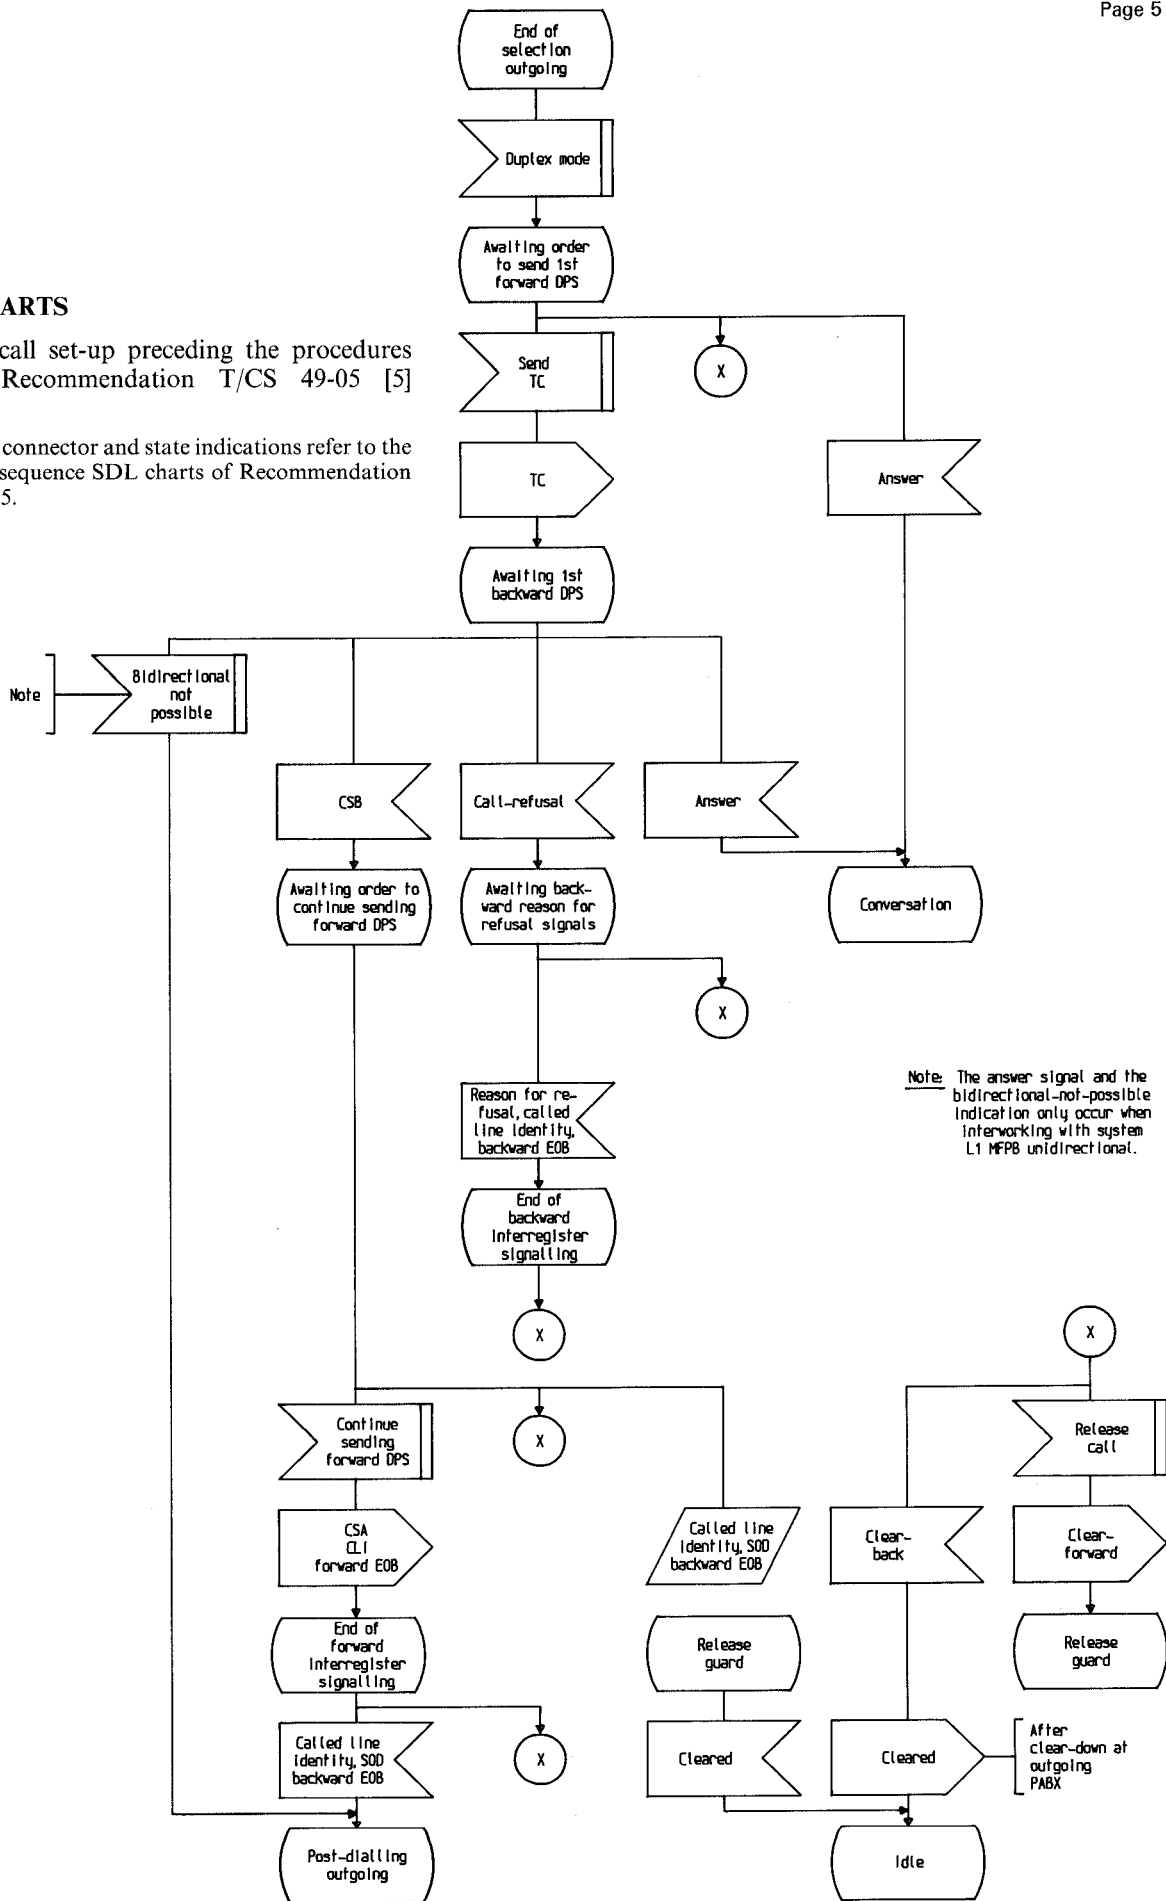 Page 5
End of
selection
outgoing
Duplex mode
Awaiting order
to send 1st
forward DPS
ARTS
call set-up preceding the procedures
Recommendation T/CS 49-05 [5]
connector and state indications refer to the
sequence SDL charts of Recommendation
5.
Send
TC
X
TC
Answer
Awaiting 1st
backward DPS
Note
Bidirectional
not
possible
CSB
Call-refusal
Answer
Awaiting order to
continue sending
forward DPS
Awaiting back-
ward reason for
refusal signals
Conversation
X
Reason for re-
fusal, called
line identity,
backward EOB
Note: The answer signal and the
bidirectional-not-possible
indication only occur when
interworking with system
L1 MFPB unidirectional.
End of
backward
interregister
signalling
X
X
Continue
sending
forward DPS
X
Release
call
CSA
CLI
forward EOB
Called line
identity, SOD
backward EOB
Clear-
back
Clear-
forward
End of
forward
interregister
signalling
Release
guard
Release
guard
Called line
identity, SOD
backward EOB
X
Cleared
Cleared
After
clear-down at
outgoing
PABX
Post-dialling
outgoing
Idle